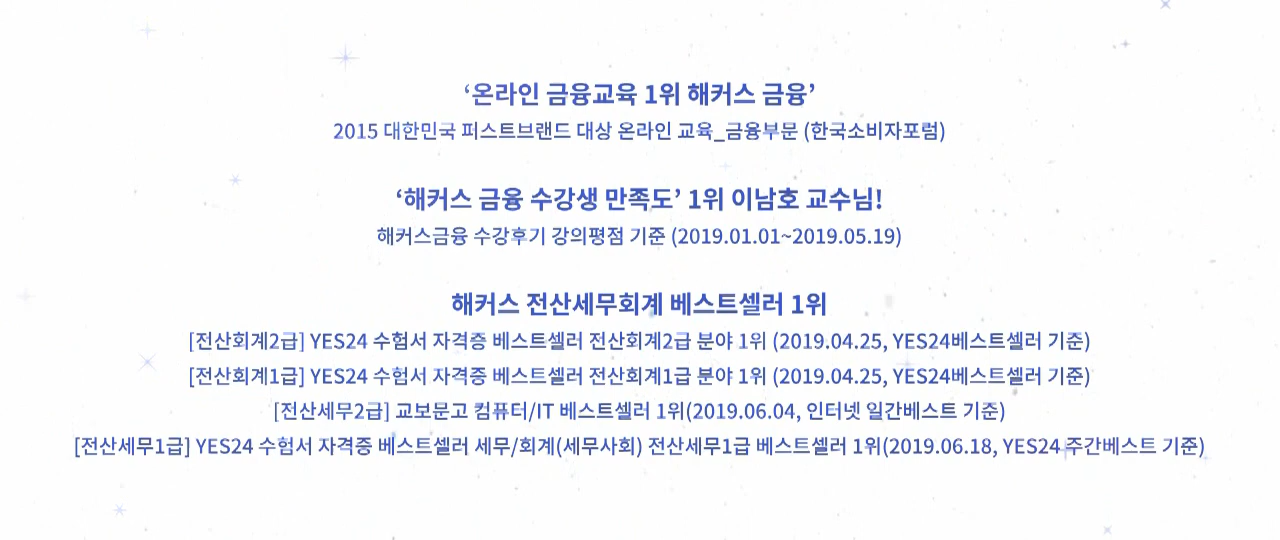 ‘온라인 금융교육 1위 해커스 금융’
2015 대한민국 퍼스트브랜드 대상 온라인 교육_금융부문 (한국소비자포럼)
‘해커스 금융 수강생 만족도’ 1위 이남호 교수님!
해커스금융 수강후기 강의평점 기준 (2019.01.01~2019.05.19)
해커스 전산세무회계 베스트셀러 1위
[전산회계2급] YES24 수험서 자격증 베스트셀러 전산회계2급 분야 1위 (2019.04.25, YES24베스트셀러 기준)
[전산회계1급] YES24 수험서 자격증 베스트셀러 전산회계1급 분야 1위 (2019.04.25, YES24베스트셀러 기준)
[전산세무2급] 교보문고 컴퓨터/IT 베스트셀러 1위(2019.06.04, 인터넷 일간베스트 기준)
[전산세무1급] YES24 수험서 자격증 베스트셀러 세무/회계(세무사회) 전산세무1급 베스트셀러 1위(2019.06.18, YES24 주간베스트 기준)